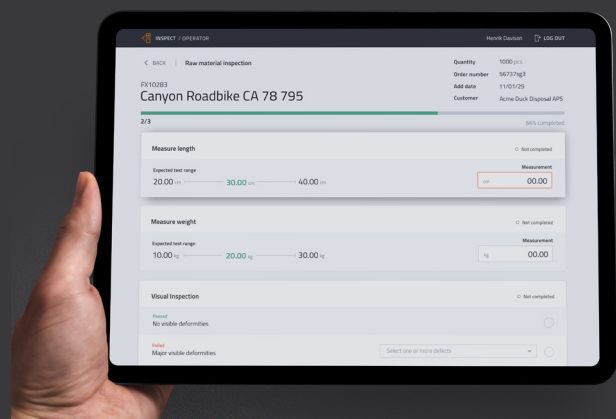 INSPECT / OPERATOR
Henrik Davisen
LOG OUT
BACK
Raw material inspection
FX10283
Canyon Roadbike CA 78 795
Quantity 1000 pcs
Order number 56737sg3
Add date 11/01/23
Customer Acme Duck Disposal APS
2/3
66% completed
Measure length
Not completed
Expected test range
Measurement
20.00 cm 30.00 cm 40.00 cm
cm 00.00
Measure weight
Not completed
Expected test range
Measurement
10.00 kg 20.00 kg 30.00 kg
kg 00.00
Visual Inspection
Not completed
Passed
No visible deformities
Failed
Major visible deformities
Select one or more defects